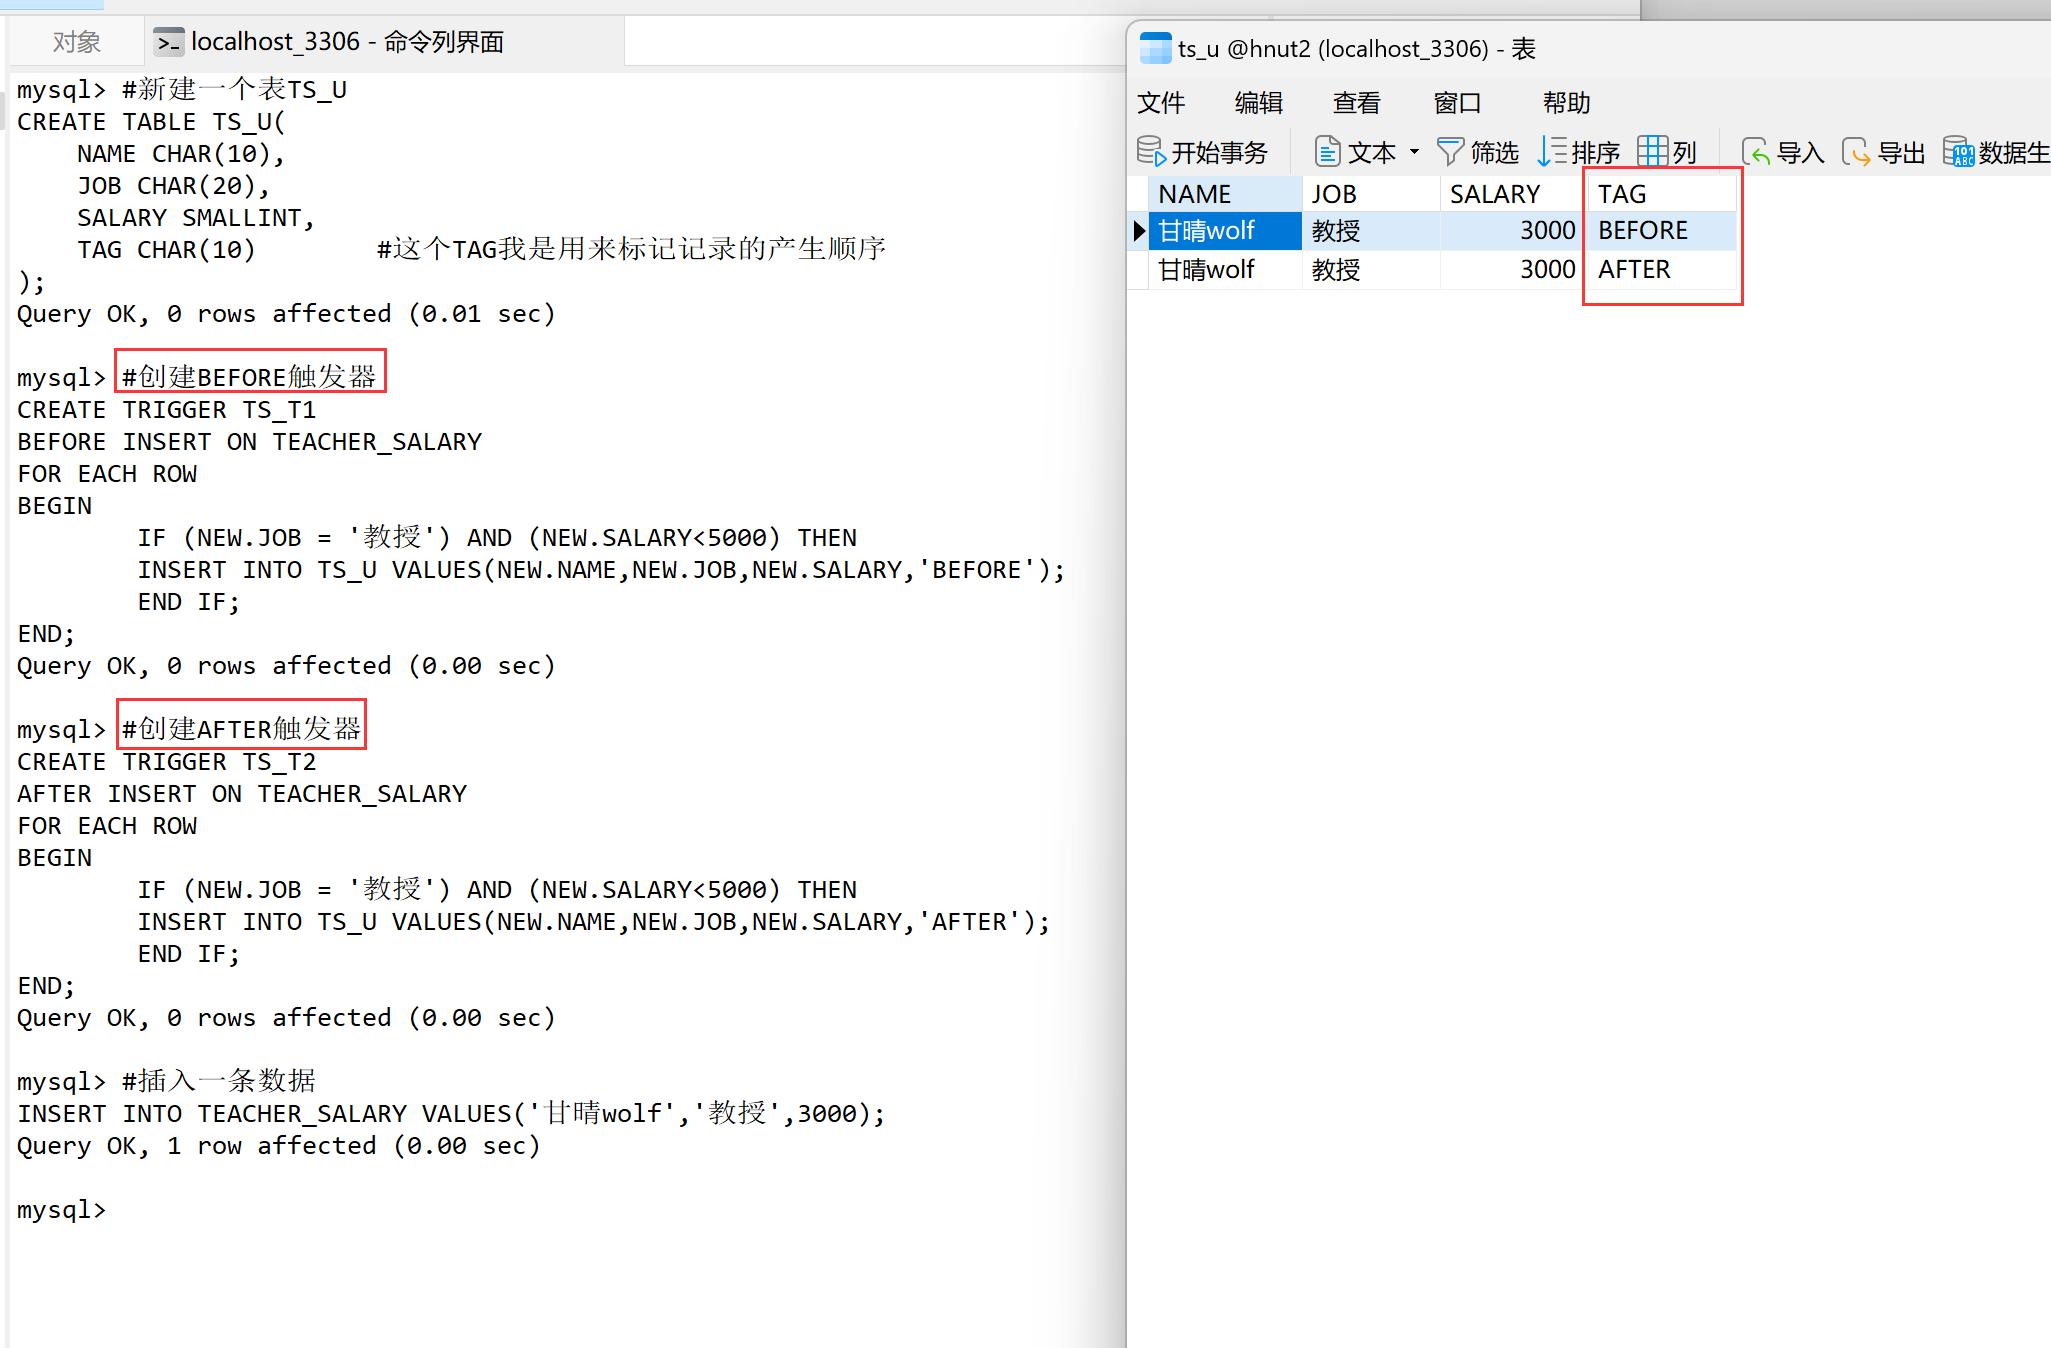 对象
localhost_3306 - 命令列界面
mysql> #新建一个表TS_U
CREATE TABLE TS_U(
    NAME CHAR(10),
    JOB CHAR(20),
    SALARY SMALLINT,
    TAG CHAR(10)        #这个TAG我是用来标记记录的产生顺序
);
Query OK, 0 rows affected (0.01 sec)
mysql> #创建BEFORE触发器
CREATE TRIGGER TS_T1
BEFORE INSERT ON TEACHER_SALARY
FOR EACH ROW
BEGIN
        IF (NEW.JOB = '教授') AND (NEW.SALARY<5000) THEN
        INSERT INTO TS_U VALUES(NEW.NAME,NEW.JOB,NEW.SALARY,'BEFORE');
        END IF;
END;
Query OK, 0 rows affected (0.00 sec)
mysql> #创建AFTER触发器
CREATE TRIGGER TS_T2
AFTER INSERT ON TEACHER_SALARY
FOR EACH ROW
BEGIN
        IF (NEW.JOB = '教授') AND (NEW.SALARY<5000) THEN
        INSERT INTO TS_U VALUES(NEW.NAME,NEW.JOB,NEW.SALARY,'AFTER');
        END IF;
END;
Query OK, 0 rows affected (0.00 sec)
mysql> #插入一条数据
INSERT INTO TEACHER_SALARY VALUES('甘晴wolf','教授',3000);
Query OK, 1 row affected (0.00 sec)
mysql>
ts_u @hnut2 (localhost_3306) - 表
文件 编辑 查看 窗口 帮助
开始事务 文本 筛选 排序 列 导入 导出 数据生
NAME JOB SALARY TAG
甘晴wolf 教授 3000 BEFORE
甘晴wolf 教授 3000 AFTER